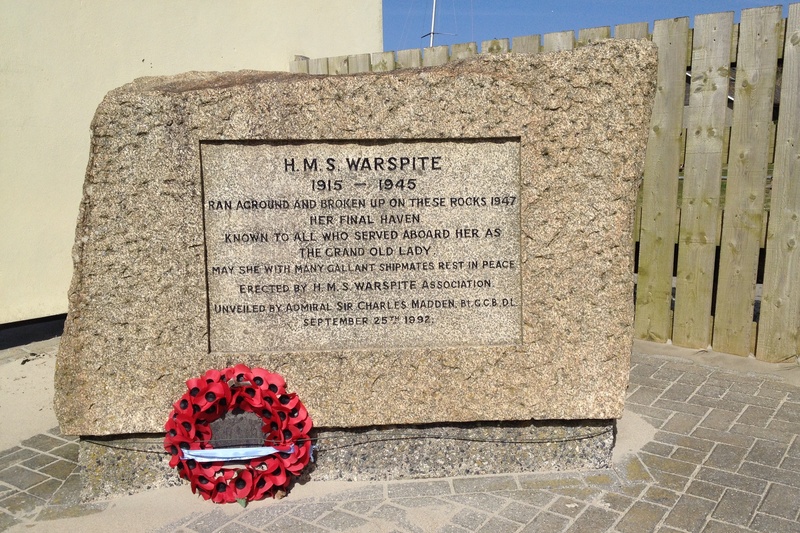 H.M.S. WARSPITE
1915 — 1945
RAN AGROUND AND BROKEN UP ON THESE ROCKS 1947
HER FINAL HAVEN
KNOWN TO ALL WHO SERVED ABOARD HER AS
THE GRAND OLD LADY
MAY SHE WITH MANY GALLANT SHIPMATES REST IN PEACE
ERECTED BY H.M.S. WARSPITE ASSOCIATION.
UNVEILED BY ADMIRAL SIR CHARLES MADDEN. Bt. G.C.B. DL
SEPTEMBER 25TH 1992.